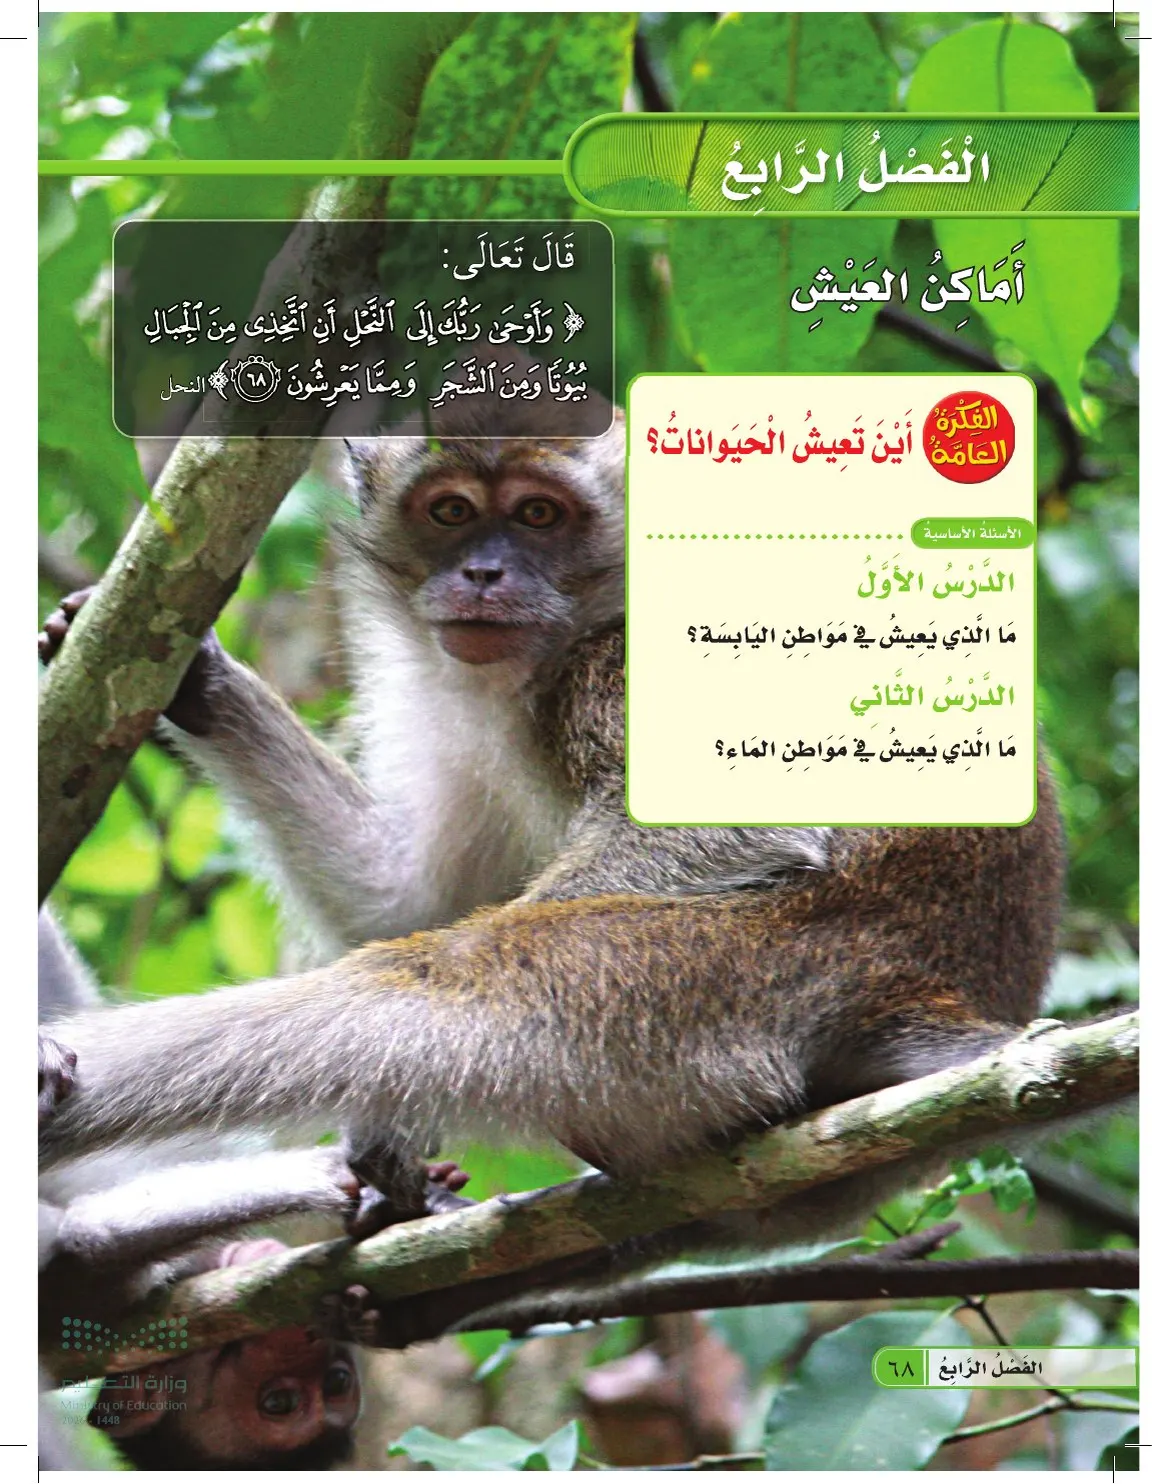 الْفَصْلُ الرَّابِعُ
أَمَاكِنُ العَيْشِ
قَالَ تَعَالَى:
﴿ وَأَوْحَىٰ رَبُّكَ إِلَى ٱلنَّحْلِ أَنِ ٱتَّخِذِى مِنَ ٱلْجِبَالِ
بُيُوتًا وَمِنَ ٱلشَّجَرِ وَمِمَّا يَعْرِشُونَ ٦٨ ﴾ النحل
الفِكْرَةُ
العَامَّةُ
أَيْنَ تَعِيشُ الْحَيَوانَاتُ؟
الأسئلةُ الأساسيةُ
الدَّرْسُ الأَوَّلُ
مَا الَّذِي يَعِيشُ فِي مَوَاطِنِ اليَابِسَةِ؟
الدَّرْسُ الثَّانِي
مَا الَّذِي يَعِيشُ فِي مَوَاطِنِ المَاءِ؟
الفَصْلُ الرَّابِعُ ٦٨
وزارة التعليم
Ministry of Education
2026 - 1448